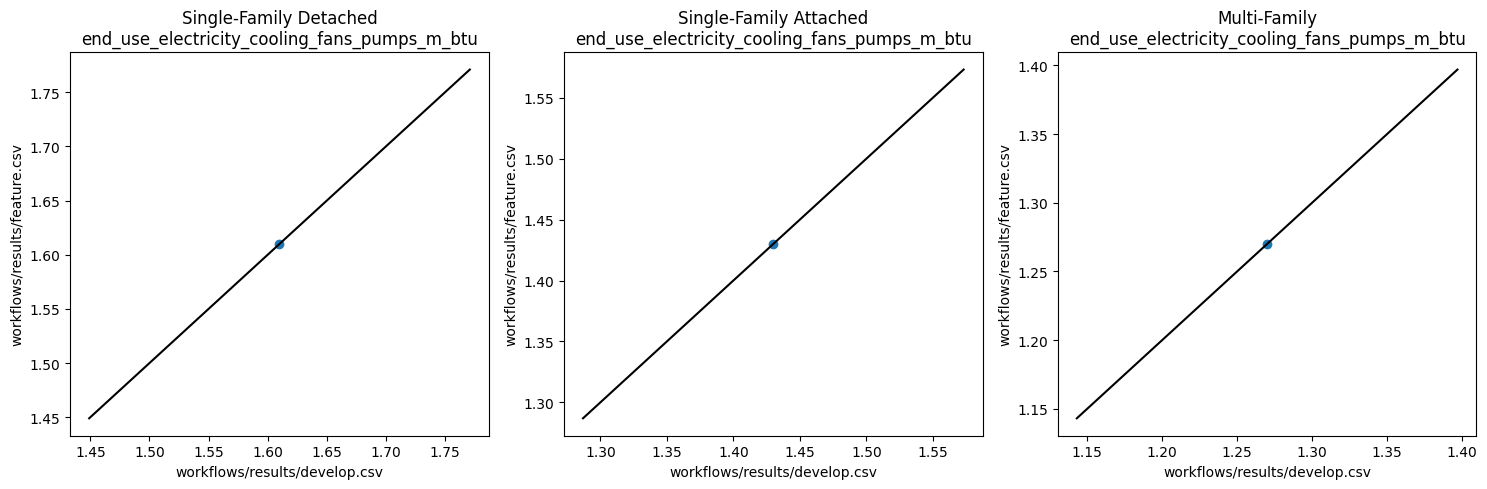 Single-Family Detached
end_use_electricity_cooling_fans_pumps_m_btu
workflows/results/feature.csv
1.75
1.70
1.65
1.60
1.55
1.50
1.45
1.45 1.50 1.55 1.60 1.65 1.70 1.75
workflows/results/develop.csv
Single-Family Attached
end_use_electricity_cooling_fans_pumps_m_btu
workflows/results/feature.csv
1.55
1.50
1.45
1.40
1.35
1.30
1.30 1.35 1.40 1.45 1.50 1.55
workflows/results/develop.csv
Multi-Family
end_use_electricity_cooling_fans_pumps_m_btu
workflows/results/feature.csv
1.40
1.35
1.30
1.25
1.20
1.15
1.15 1.20 1.25 1.30 1.35 1.40
workflows/results/develop.csv